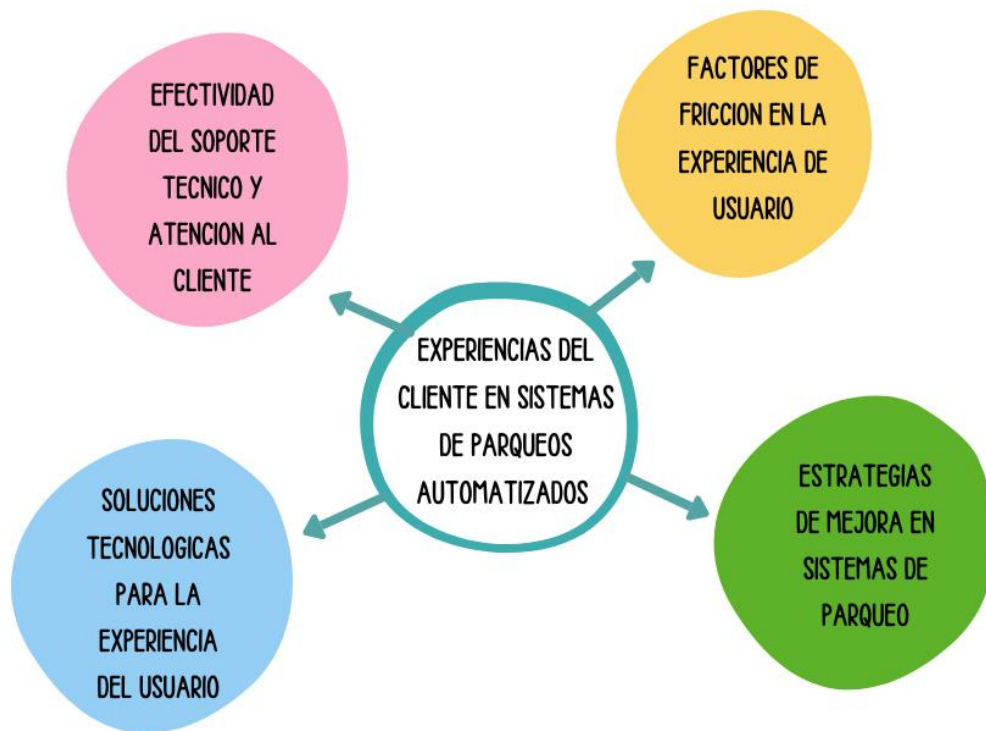 EFECTIVIDAD
DEL SOPORTE
TECNICO Y
ATENCION AL
CLIENTE
FACTORES DE
FRICCION EN LA
EXPERIENCIA DE
USUARIO
EXPERIENCIAS DEL
CLIENTE EN SISTEMAS
DE PARQUEOS
AUTOMATIZADOS
SOLUCIONES
TECNOLOGICAS
PARA LA
EXPERIENCIA
DEL USUARIO
ESTRATEGIAS
DE MEJORA EN
SISTEMAS DE
PARQUEO